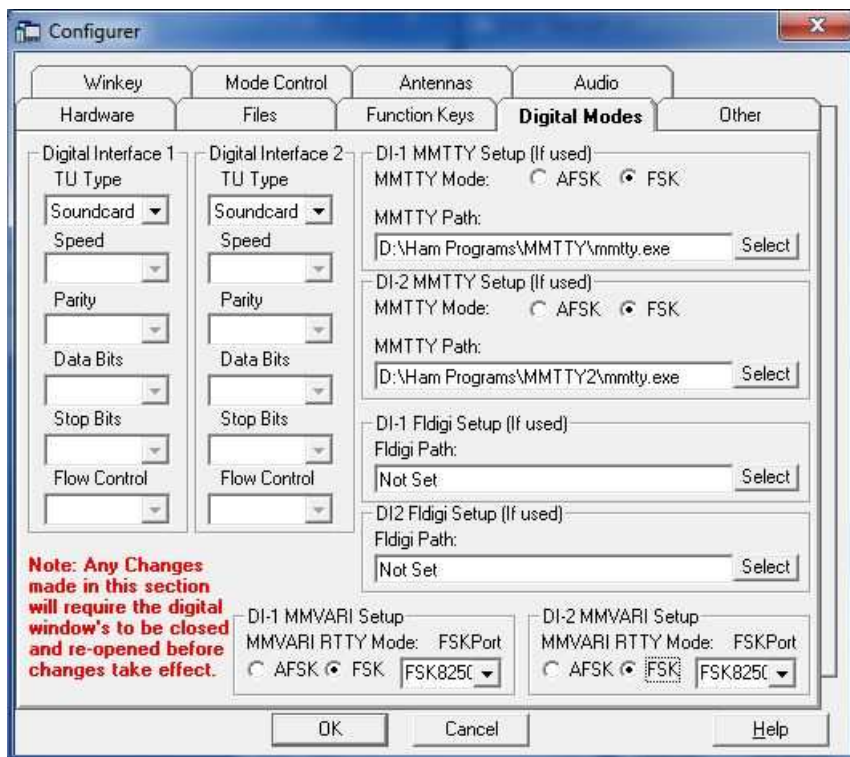 Configurer
Winkey Mode Control Antennas Audio
Hardware Files Function Keys Digital Modes Other
Digital Interface 1
TU Type
Soundcard
Speed
Parity
Data Bits
Stop Bits
Flow Control
Digital Interface 2
TU Type
Soundcard
Speed
Parity
Data Bits
Stop Bits
Flow Control
DI-1 MMTTY Setup (If used)
MMTTY Mode: AFSK FSK
MMTTY Path:
D:\Ham Programs\MMTTY\mmtty.exe Select
DI-2 MMTTY Setup (If used)
MMTTY Mode: AFSK FSK
MMTTY Path:
D:\Ham Programs\MMTTY2\mmtty.exe Select
DI-1 Fldigi Setup (If used)
Fldigi Path:
Not Set Select
DI2 Fldigi Setup (If used)
Fldigi Path:
Not Set Select
Note: Any Changes
made in this section
will require the digital
window's to be closed
and re-opened before
changes take effect.
DI-1 MMVARI Setup
MMVARI RTTY Mode: FSKPort
AFSK FSK FSK825(
DI-2 MMVARI Setup
MMVARI RTTY Mode: FSKPort
AFSK FSK FSK825(
OK Cancel Help